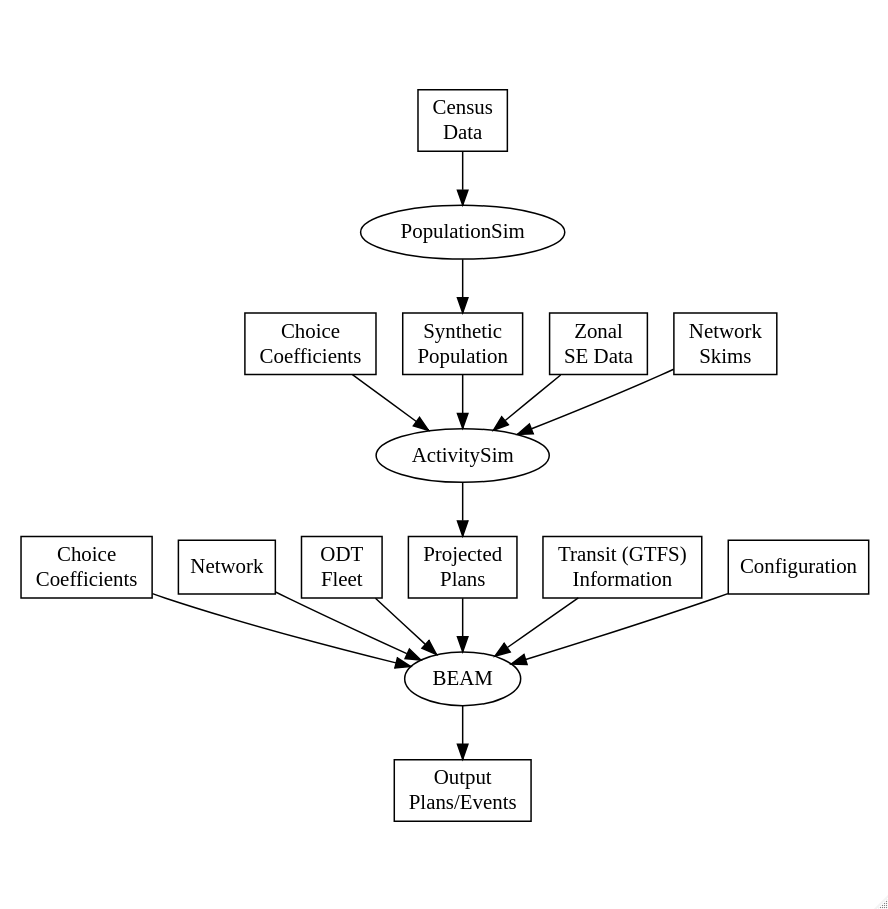 Census
Data
PopulationSim
Choice
Coefficients
Synthetic
Population
Zonal
SE Data
Network
Skims
ActivitySim
Choice
Coefficients
Network
ODT
Fleet
Projected
Plans
Transit (GTFS)
Information
Configuration
BEAM
Output
Plans/Events